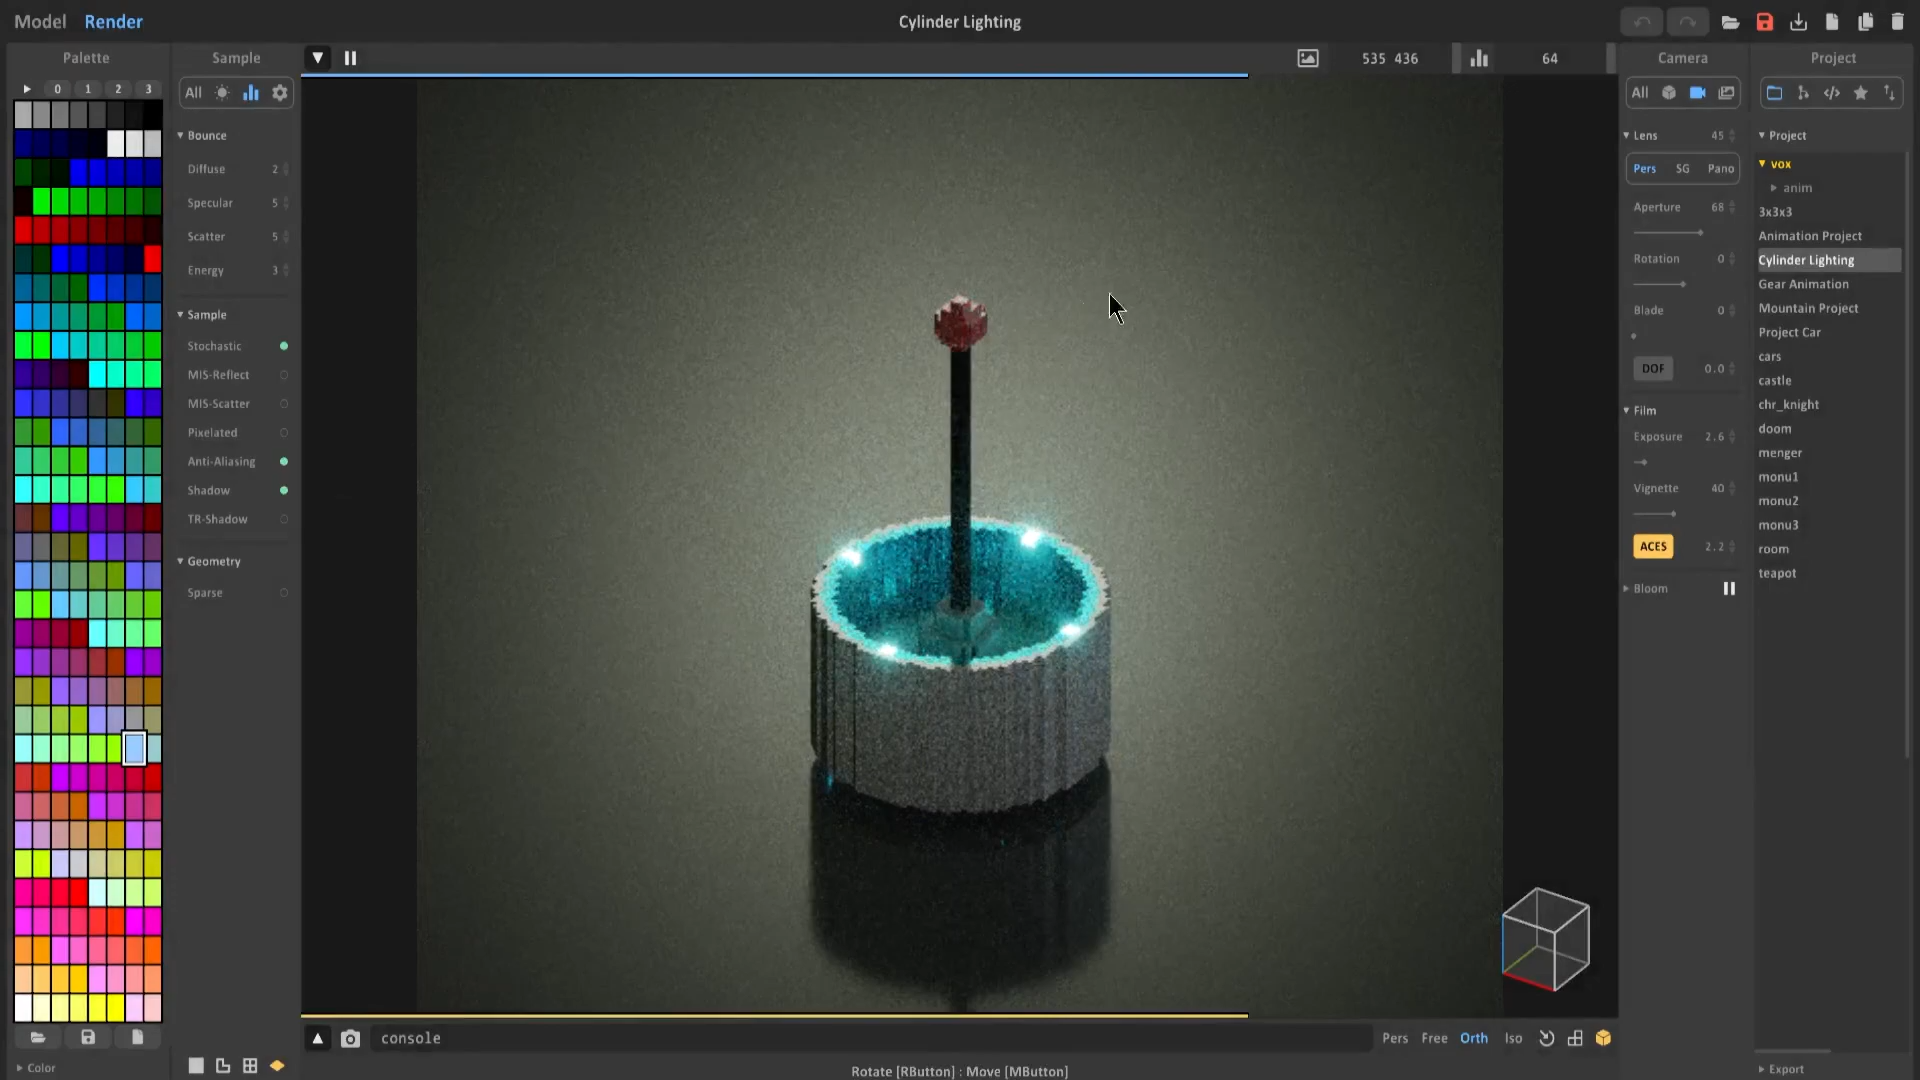 Model Render
Cylinder Lighting
Palette
0 1 2 3
Color
Sample
All
Bounce
Diffuse 2
Specular 5
Scatter 5
Energy 3
Sample
Stochastic
MIS-Reflect
MIS-Scatter
Pixelated
Anti-Aliasing
Shadow
TR-Shadow
Geometry
Sparse
535 436
64
console
Pers Free Orth Iso
Rotate [RButton] : Move [MButton]
Camera
All
Lens 45
Pers SG Pano
Aperture 68
Rotation 0
Blade 0
DOF 0.0
Film
Exposure 2.6
Vignette 40
ACES 2.2
Bloom
Project
Project
vox
anim
3x3x3
Animation Project
Cylinder Lighting
Gear Animation
Mountain Project
Project Car
cars
castle
chr_knight
doom
menger
monu1
monu2
monu3
room
teapot
Export